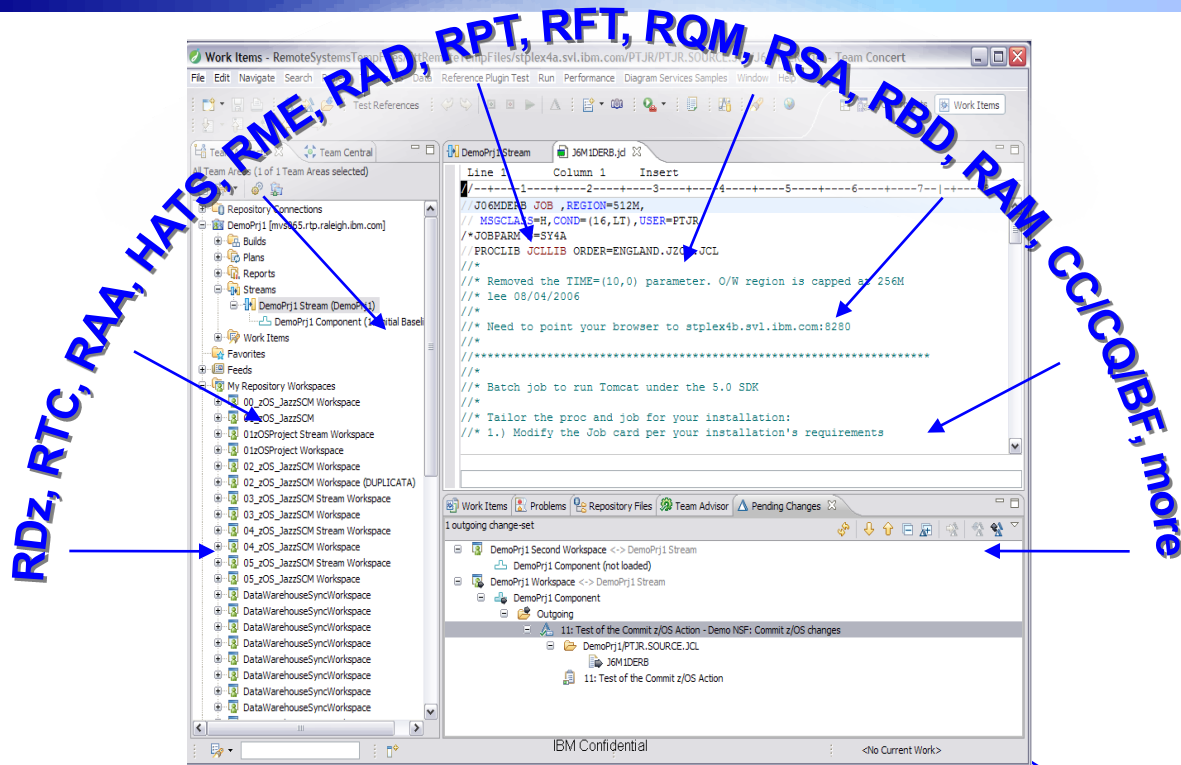 RDz, RTC, RAA, HATS, RME, RAD, RPT, RFT, RQM, RSA, RBD, RAM, CC/CQ/BF, more
Work Items - RemoteSystemsTemp stplex4a.svl.ibm.com/PTJR/PTJR.SOURCE. Team Concert
File Edit Navigate Search Data Reference Plugin Test Run Performance Diagram Services Samples Window Help
Test References
Work Items
Team Central
All Team Areas (1 of 1 Team Areas selected)
Repository Connections
DemoPrj1 [mvs065.rtp.raleigh.ibm.com]
Builds
Plans
Reports
Streams
DemoPrj1 Stream (DemoPrj1)
DemoPrj1 Component (1: Initial Baseli
Work Items
Favorites
Feeds
My Repository Workspaces
00_zOS_JazzSCM Workspace
zOS_JazzSCM
01zOSProject Stream Workspace
01zOSProject Workspace
02_zOS_JazzSCM Workspace
02_zOS_JazzSCM Workspace (DUPLICATA)
03_zOS_JazzSCM Stream Workspace
03_zOS_JazzSCM Workspace
04_zOS_JazzSCM Stream Workspace
04_zOS_JazzSCM Workspace
05_zOS_JazzSCM Stream Workspace
05_zOS_JazzSCM Workspace
DataWarehouseSyncWorkspace
DataWarehouseSyncWorkspace
DataWarehouseSyncWorkspace
DataWarehouseSyncWorkspace
DataWarehouseSyncWorkspace
DataWarehouseSyncWorkspace
DataWarehouseSyncWorkspace
DemoPrj1 Stream
J6M1DERB.jcl
Line 1 Column 1 Insert
//--+----1----+----2----+----3----+----4----+----5----+----6----+----7--|-+----
//J06MDERB JOB ,REGION=512M,
// MSGCLASS=H,COND=(16,LT),USER=PTJR
/*JOBPARM S=SY4A
//PROCLIB JCLLIB ORDER=ENGLAND.JZOS.JCL
//*
//* Removed the TIME=(10,0) parameter. O/W region is capped at 256M
//* lee 08/04/2006
//*
//* Need to point your browser to stplex4b.svl.ibm.com:8280
//*
//*********************************************************************
//*
//* Batch job to run Tomcat under the 5.0 SDK
//*
//* Tailor the proc and job for your installation:
//* 1.) Modify the Job card per your installation's requirements
Work Items Problems Repository Files Team Advisor Pending Changes
1 outgoing change-set
DemoPrj1 Second Workspace <-> DemoPrj1 Stream
DemoPrj1 Component (not loaded)
DemoPrj1 Workspace <-> DemoPrj1 Stream
DemoPrj1 Component
Outgoing
11: Test of the Commit z/OS Action - Demo NSF: Commit z/OS changes
DemoPrj1/PTJR.SOURCE.JCL
J6M1DERB
11: Test of the Commit z/OS Action
IBM Confidential
<No Current Work>